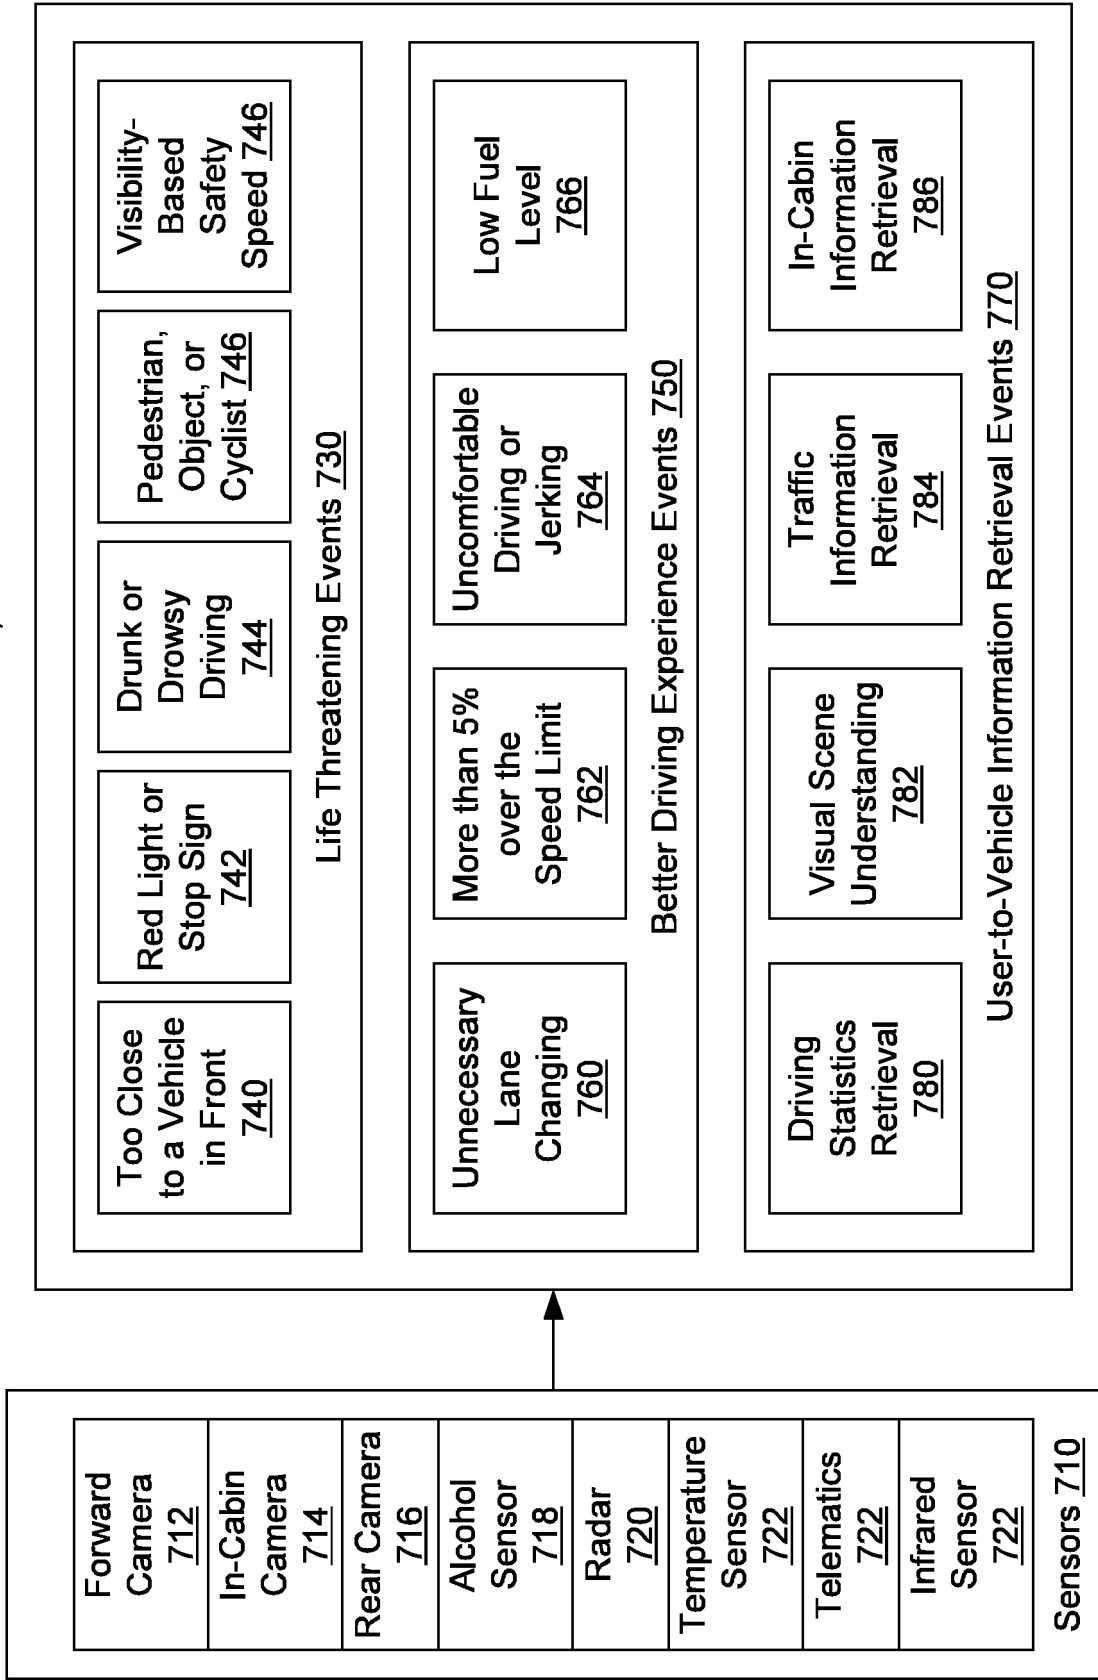 Forward
Camera
712
In-Cabin
Camera
714
Rear Camera
716
Alcohol
Sensor
718
Radar
720
Temperature
Sensor
722
Telematics
722
Infrared
Sensor
722
Sensors 710
Too Close
to a Vehicle
in Front
740
Red Light or
Stop Sign
742
Drunk or
Drowsy
Driving
744
Pedestrian,
Object, or
Cyclist 746
Visibility-
Based
Safety
Speed 746
Life Threatening Events 730
Unnecessary
Lane
Changing
760
More than 5%
over the
Speed Limit
762
Uncomfortable
Driving or
Jerking
764
Low Fuel
Level
766
Better Driving Experience Events 750
Driving
Statistics
Retrieval
780
Visual Scene
Understanding
782
Traffic
Information
Retrieval
784
In-Cabin
Information
Retrieval
786
User-to-Vehicle Information Retrieval Events 770